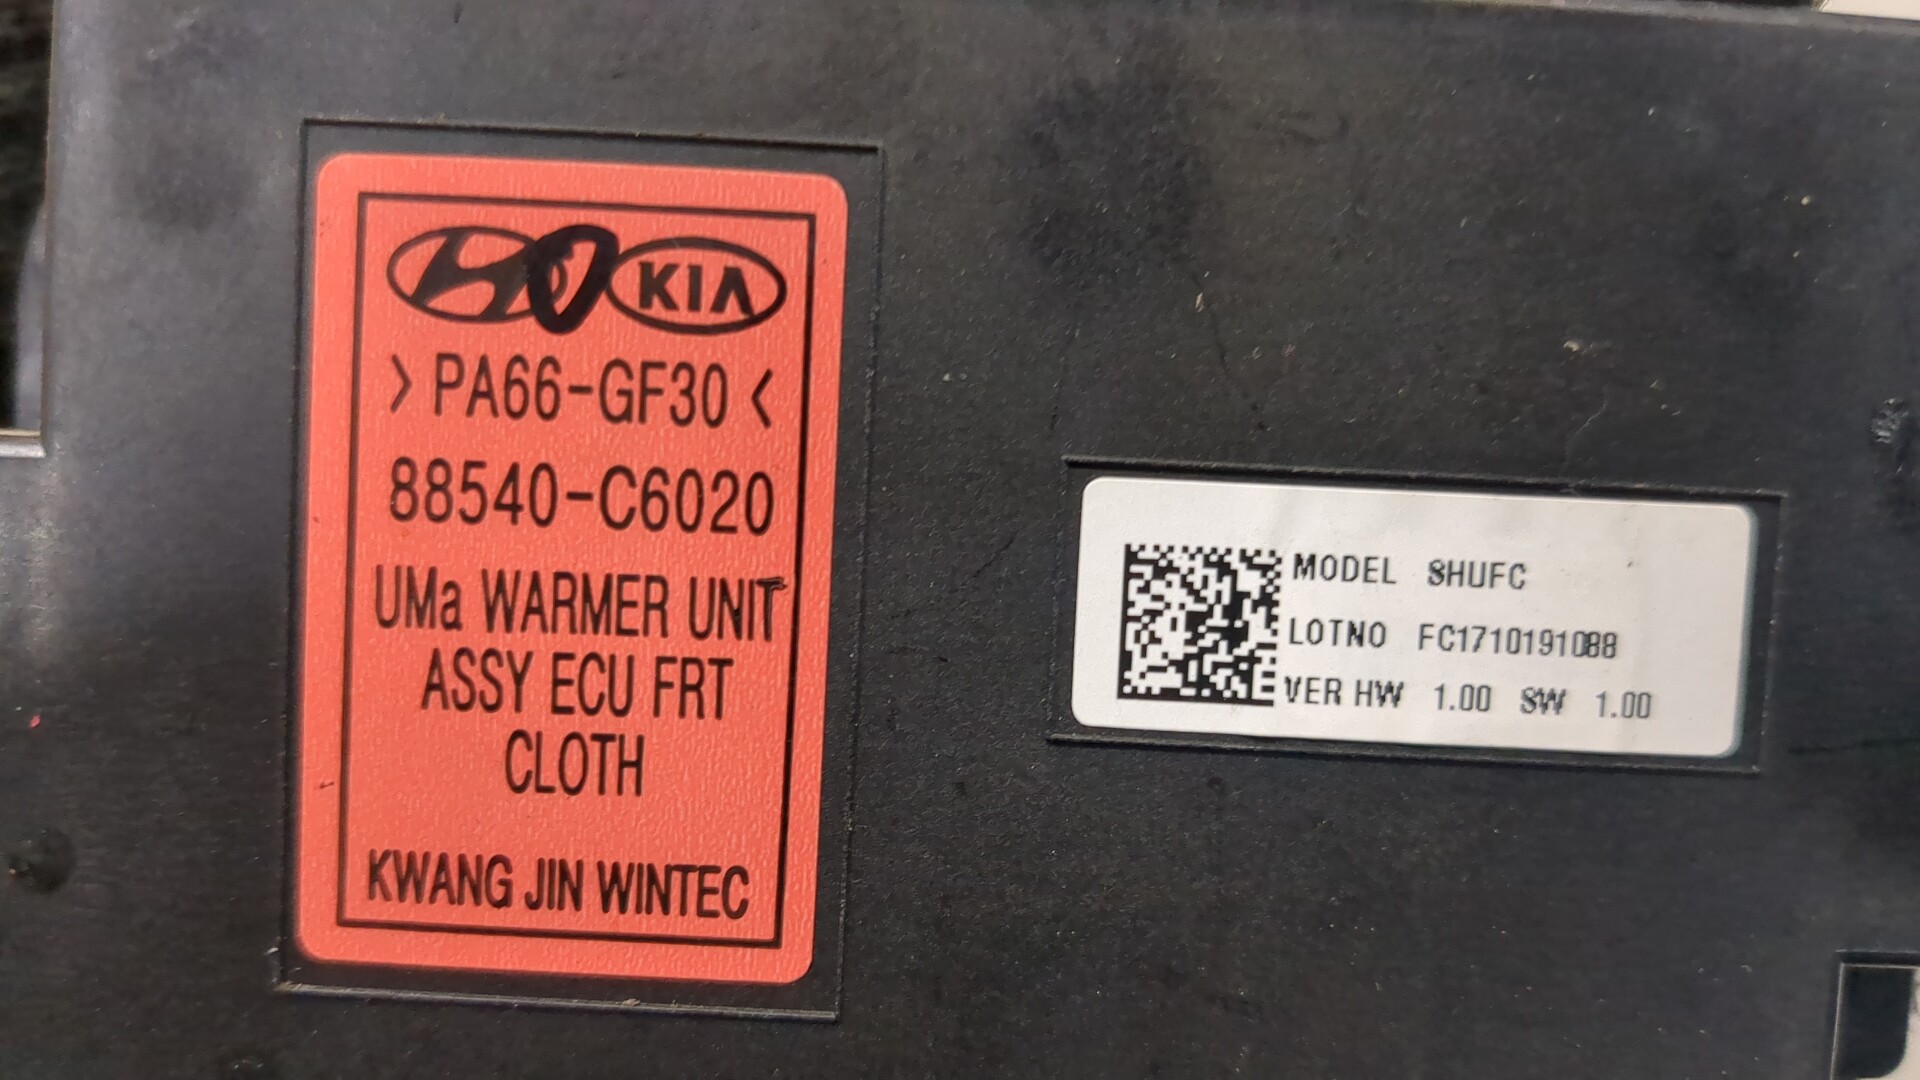 KIA
>PA66-GF30<
88540-C6020
UMa WARMER UNIT
ASSY ECU FRT
CLOTH
KWANG JIN WINTEC
MODEL SHUFC
LOTNO FC1710191088
VER HW 1.00 SW 1.00